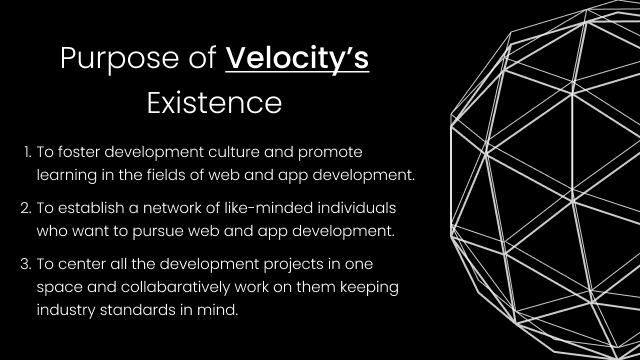 Purpose of Velocity’s
Existence
1. To foster development culture and promote
learning in the fields of web and app development.
2. To establish a network of like-minded individuals
who want to pursue web and app development.
3. To center all the development projects in one
space and collabaratively work on them keeping
industry standards in mind.